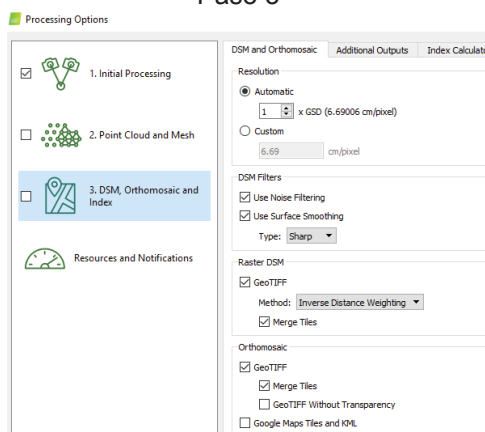 Processing Options
1. Initial Processing
2. Point Cloud and Mesh
3. DSM, Orthomosaic and
Index
Resources and Notifications
DSM and Orthomosaic Additional Outputs Index Calculat
Resolution
Automatic
1 x GSD (6.69006 cm/pixel)
Custom
6.69 cm/pixel
DSM Filters
Use Noise Filtering
Use Surface Smoothing
Type: Sharp
Raster DSM
GeoTIFF
Method: Inverse Distance Weighting
Merge Tiles
Orthomosaic
GeoTIFF
Merge Tiles
GeoTIFF Without Transparency
Google Maps Tiles and KML